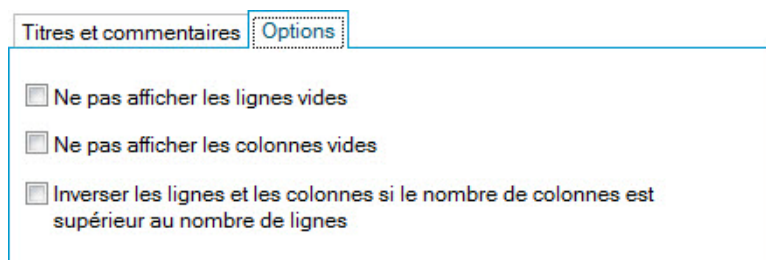 Titres et commentaires Options
Ne pas afficher les lignes vides
Ne pas afficher les colonnes vides
Inverser les lignes et les colonnes si le nombre de colonnes est
supérieur au nombre de lignes